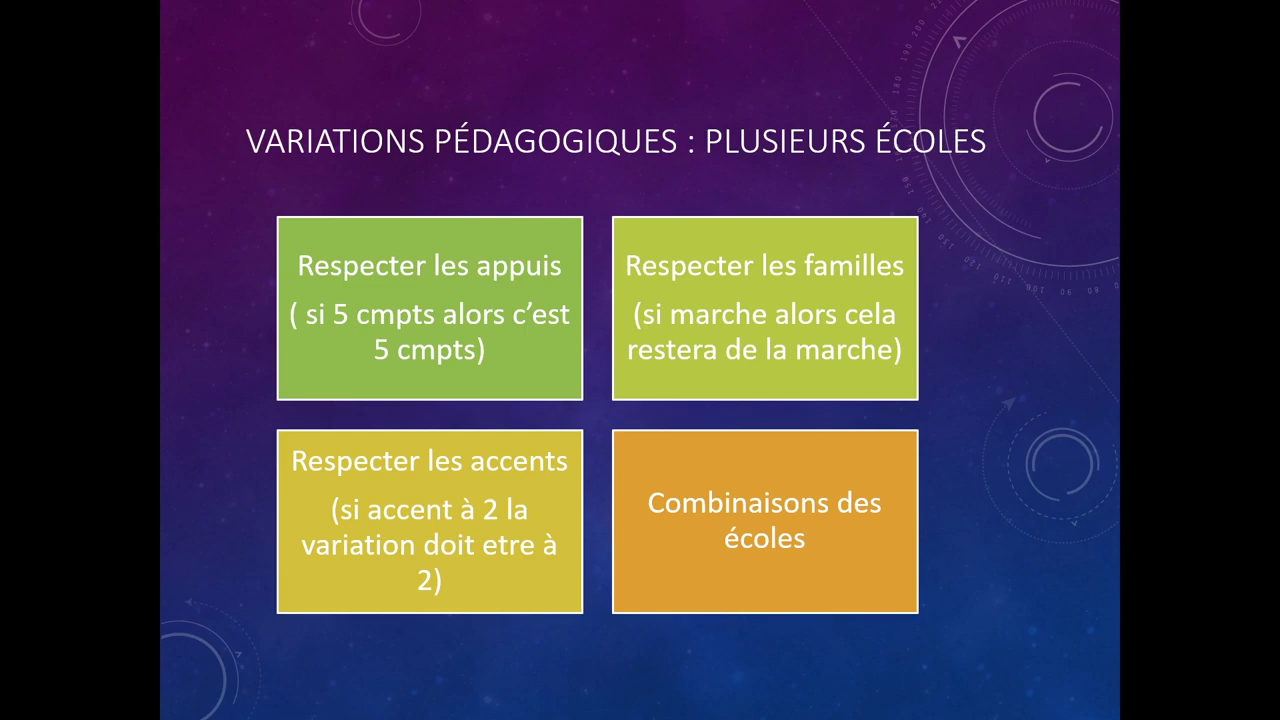 VARIATIONS PÉDAGOGIQUES : PLUSIEURS ÉCOLES
Respecter les appuis
( si 5 cmpts alors c’est
5 cmpts)
Respecter les familles
(si marche alors cela
restera de la marche)
Respecter les accents
(si accent à 2 la
variation doit etre à
2)
Combinaisons des
écoles